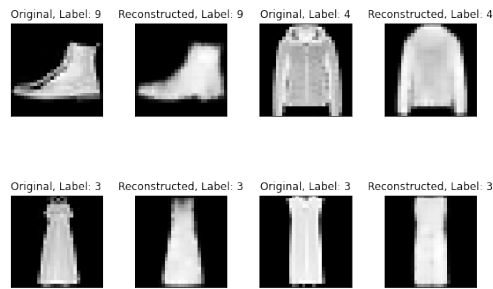 Original, Label: 9
Reconstructed, Label: 9
Original, Label: 4
Reconstructed, Label: 4
Original, Label: 3
Reconstructed, Label: 3
Original, Label: 3
Reconstructed, Label: 3